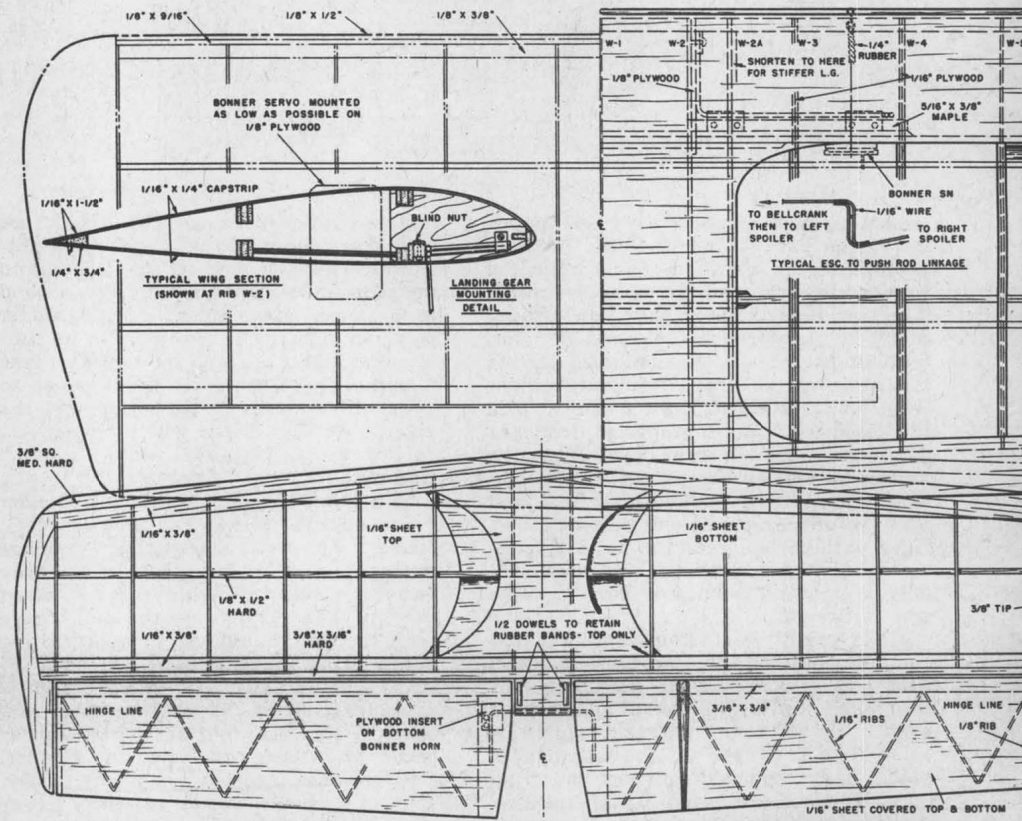 1/8" X 9/16"
1/8" X 1/2"
1/8" X 3/8"
W-1
W-2
W-2A
W-3
1/4"
RUBBER
W-4
SHORTEN TO HERE
FOR STIFFER L.G.
1/8" PLYWOOD
1/16" PLYWOOD
5/16" X 3/8"
MAPLE
BONNER SERVO MOUNTED
AS LOW AS POSSIBLE ON
1/8" PLYWOOD
1/16" X 1/4" CAPSTRIP
1/16" X 1-1/2"
BLIND NUT
1/4" X 3/4"
TYPICAL WING SECTION
(SHOWN AT RIB W-2)
LANDING GEAR
MOUNTING
DETAIL
BONNER SN
1/16" WIRE
TO BELLCRANK
THEN TO LEFT
SPOILER
TO RIGHT
SPOILER
TYPICAL ESC. TO PUSH ROD LINKAGE
3/8" SQ.
MED. HARD
1/16" X 3/8"
1/16" SHEET
TOP
1/16" SHEET
BOTTOM
1/8" X 1/2"
HARD
1/2 DOWELS TO RETAIN
RUBBER BANDS - TOP ONLY
3/8" TIP
1/16" X 3/8"
3/8" X 3/16"
HARD
HINGE LINE
PLYWOOD INSERT
ON BOTTOM
BONNER HORN
3/16" X 3/8"
1/16" RIBS
HINGE LINE
1/8" RIB
1/16" SHEET COVERED TOP & BOTTOM